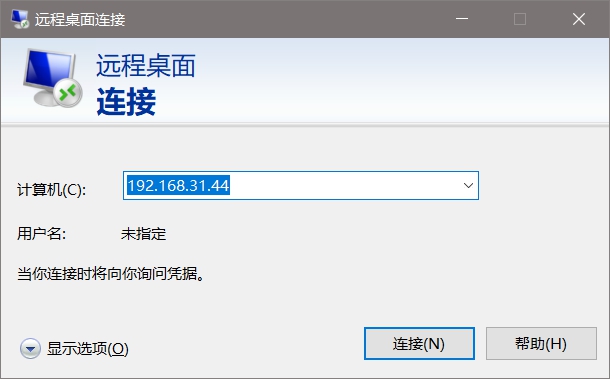 远程桌面连接
远程桌面
连接
计算机(C): 192.168.31.44
用户名: 未指定
当你连接时将向你询问凭据。
显示选项(O) 连接(N) 帮助(H)